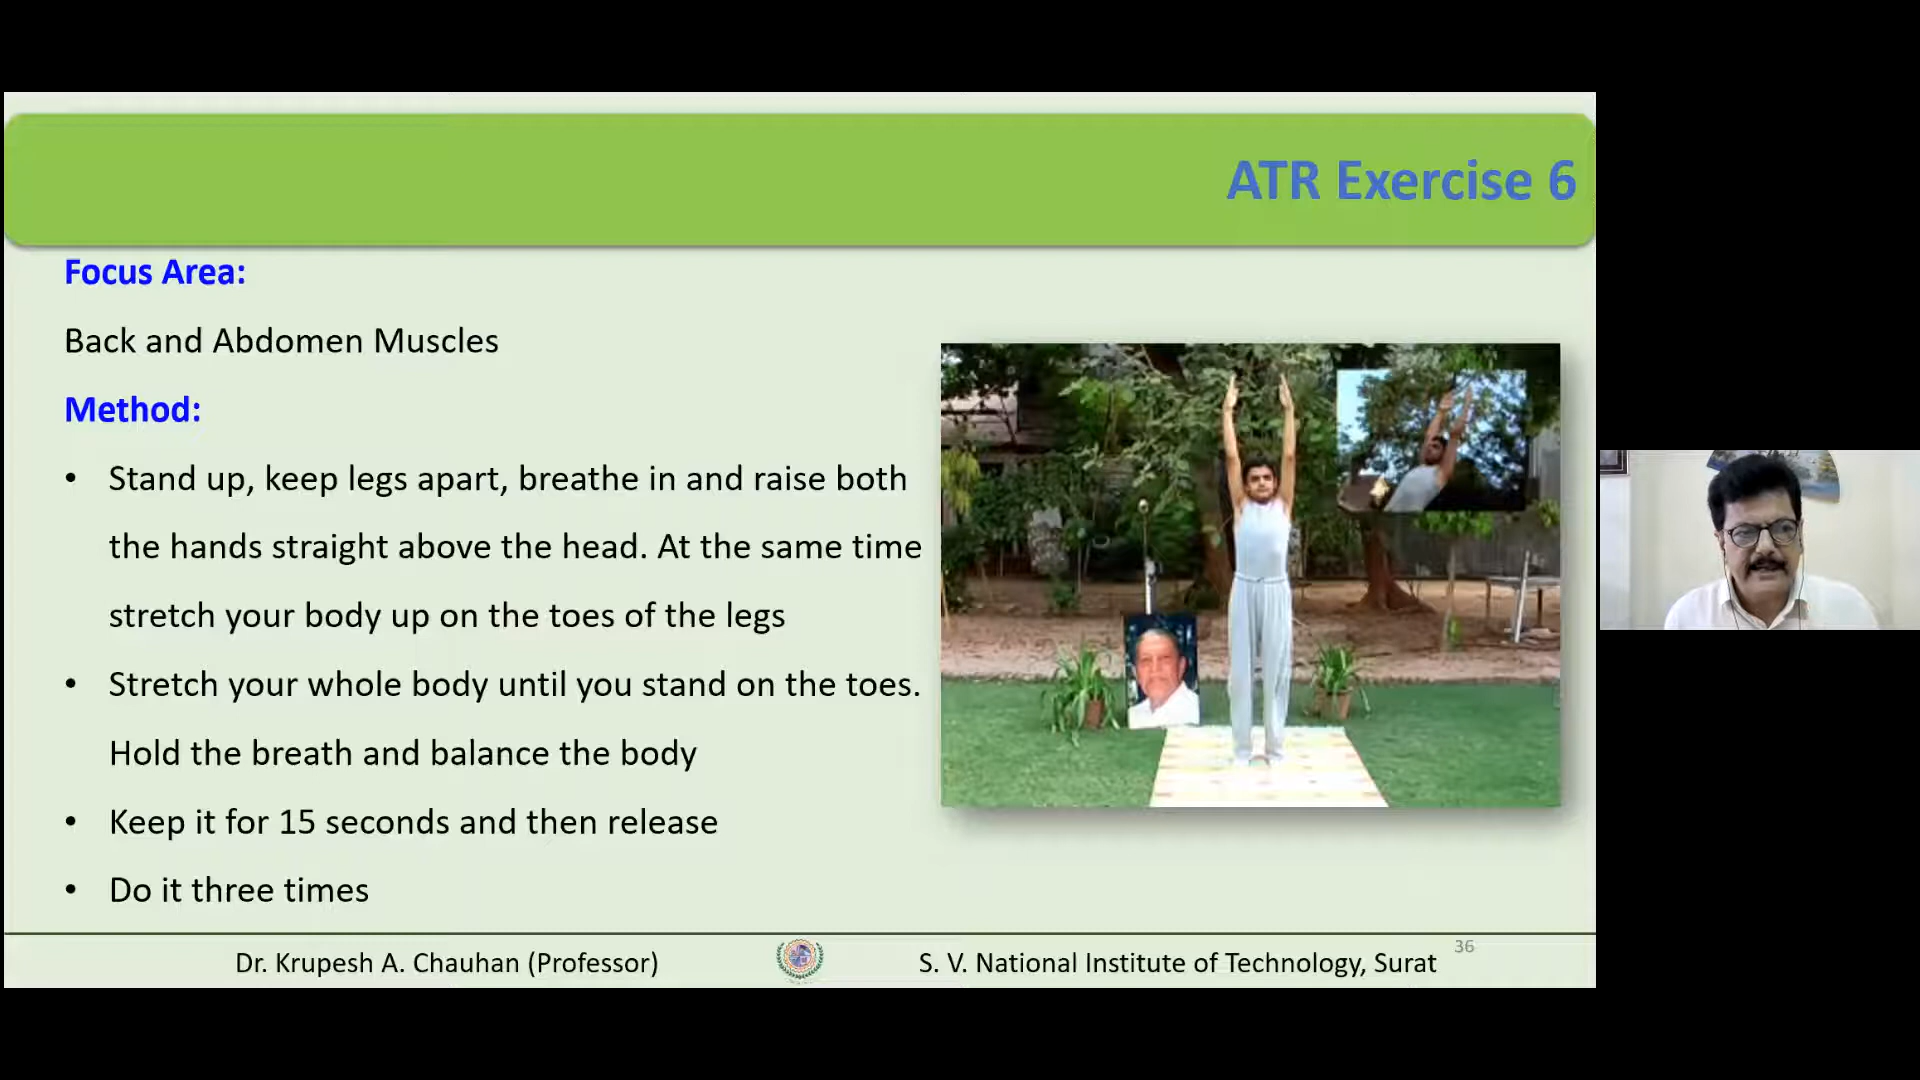 ATR Exercise 6
Focus Area:
Back and Abdomen Muscles
Method:
• Stand up, keep legs apart, breathe in and raise both
the hands straight above the head. At the same time
stretch your body up on the toes of the legs
• Stretch your whole body until you stand on the toes.
Hold the breath and balance the body
• Keep it for 15 seconds and then release
• Do it three times
Dr. Krupesh A. Chauhan (Professor)
S. V. National Institute of Technology, Surat
36